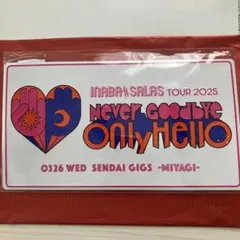 INABA/SALAS TOUR 2025
Never Goodbye
Only Hello
0326 WED SENDAI GIGS -MIYAGI-